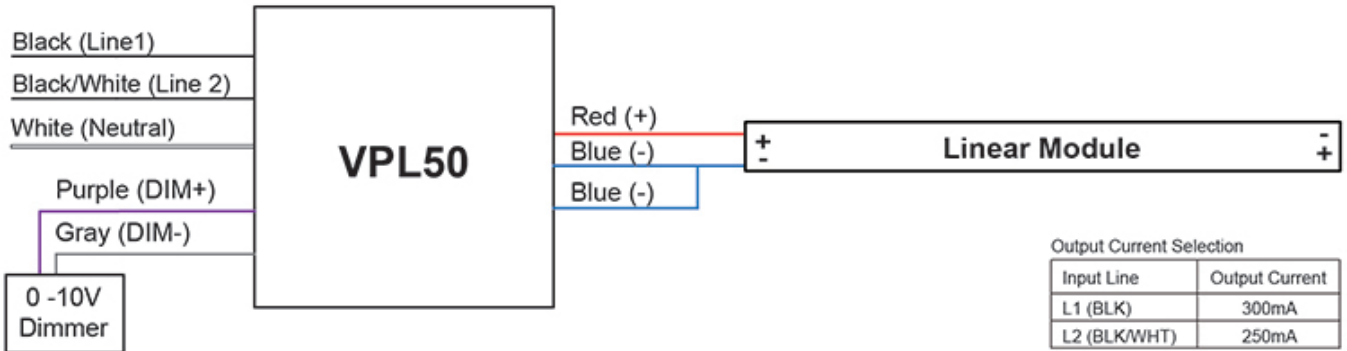 Black (Line1)
Black/White (Line 2)
White (Neutral)
Purple (DIM+)
Gray (DIM-)
0 -10V
Dimmer
VPL50
Red (+)
Blue (-)
Blue (-)
+
-
Linear Module
-
+
Output Current Selection
Input Line Output Current
L1 (BLK) 300mA
L2 (BLK/WHT) 250mA